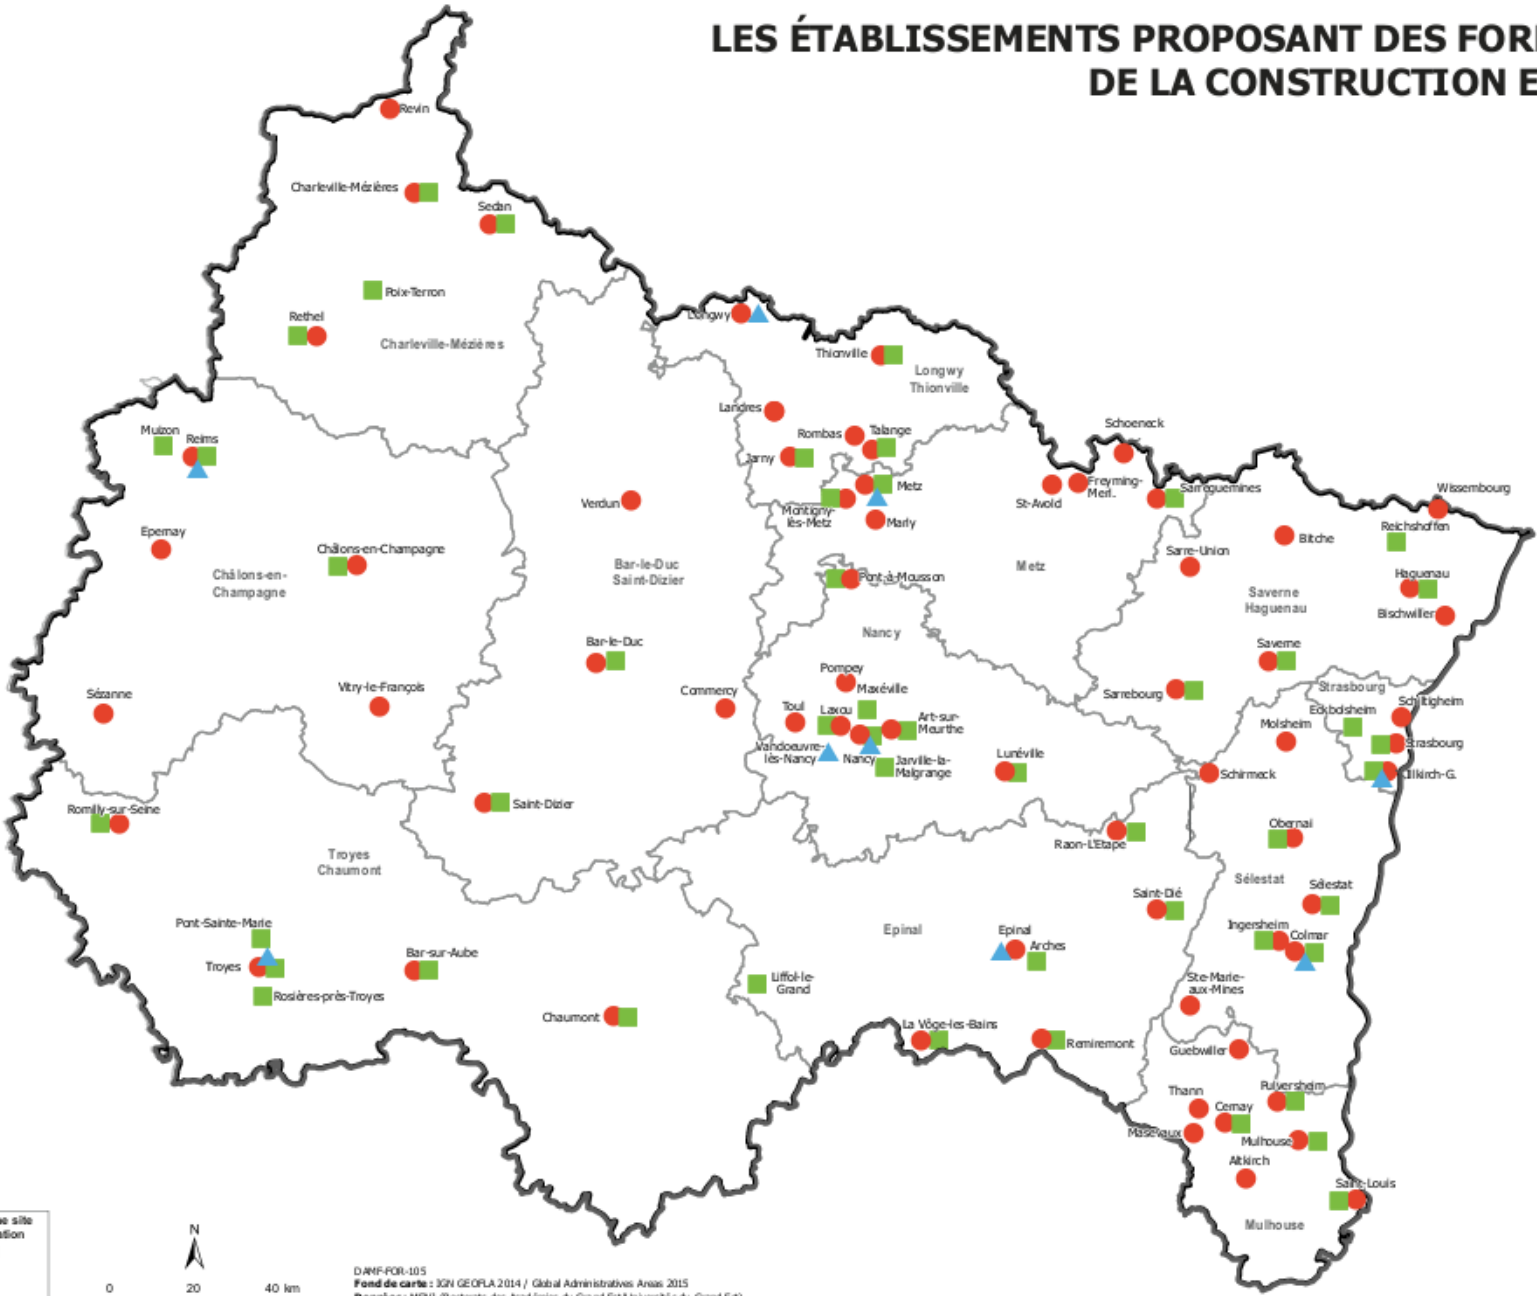 LES ÉTABLISSEMENTS PROPOSANT DES FOR
DE LA CONSTRUCTION E
Revin
Charleville-Mézières
Sedan
Poix-Terron
Rethel
Charleville-Mézières
Longwy
Thionville
Longwy
Thionville
Landres
Rombas
Talange
Jarny
Metz
Montigny-
lès-Metz
Marly
Schoeneck
St-Avold
Freyming-
Merl.
Sarreguemines
Wissembourg
Reichshoffen
Bitche
Sarre-Union
Haguenau
Bischwiller
Saverne
Haguenau
Saverne
Sarrebourg
Muizon
Reims
Epernay
Châlons-en-Champagne
Châlons-en-
Champagne
Verdun
Bar-le-Duc
Saint-Dizier
Metz
Pont-à-Mousson
Nancy
Bar-le-Duc
Sézanne
Vitry-le-François
Commercy
Pompey
Maxéville
Toul
Laxou
Art-sur-
Meurthe
Vandoeuvre-
lès-Nancy
Nancy
Jarville-la-
Malgrange
Lunéville
Strasbourg
Eckbolsheim
Schiltigheim
Molsheim
Strasbourg
Illkirch-G.
Schirmeck
Romilly-sur-Seine
Saint-Dizier
Troyes
Chaumont
Raon-L'Etape
Obernai
Sélestat
Sélestat
Saint-Dié
Ingersheim
Colmar
Pont-Sainte-Marie
Troyes
Rosières-près-Troyes
Bar-sur-Aube
Chaumont
Epinal
Epinal
Arches
Liffol-le-
Grand
La Vôge-les-Bains
Remiremont
Ste-Marie-
aux-Mines
Guebwiller
Thann
Pulversheim
Cernay
Masevaux
Mulhouse
Altkirch
Saint-Louis
Mulhouse
e site
ation
N
0 20 40 km
DAMF-FOR-105
Fond de carte : IGN GEOFLA 2014 / Global Administratives Areas 2015